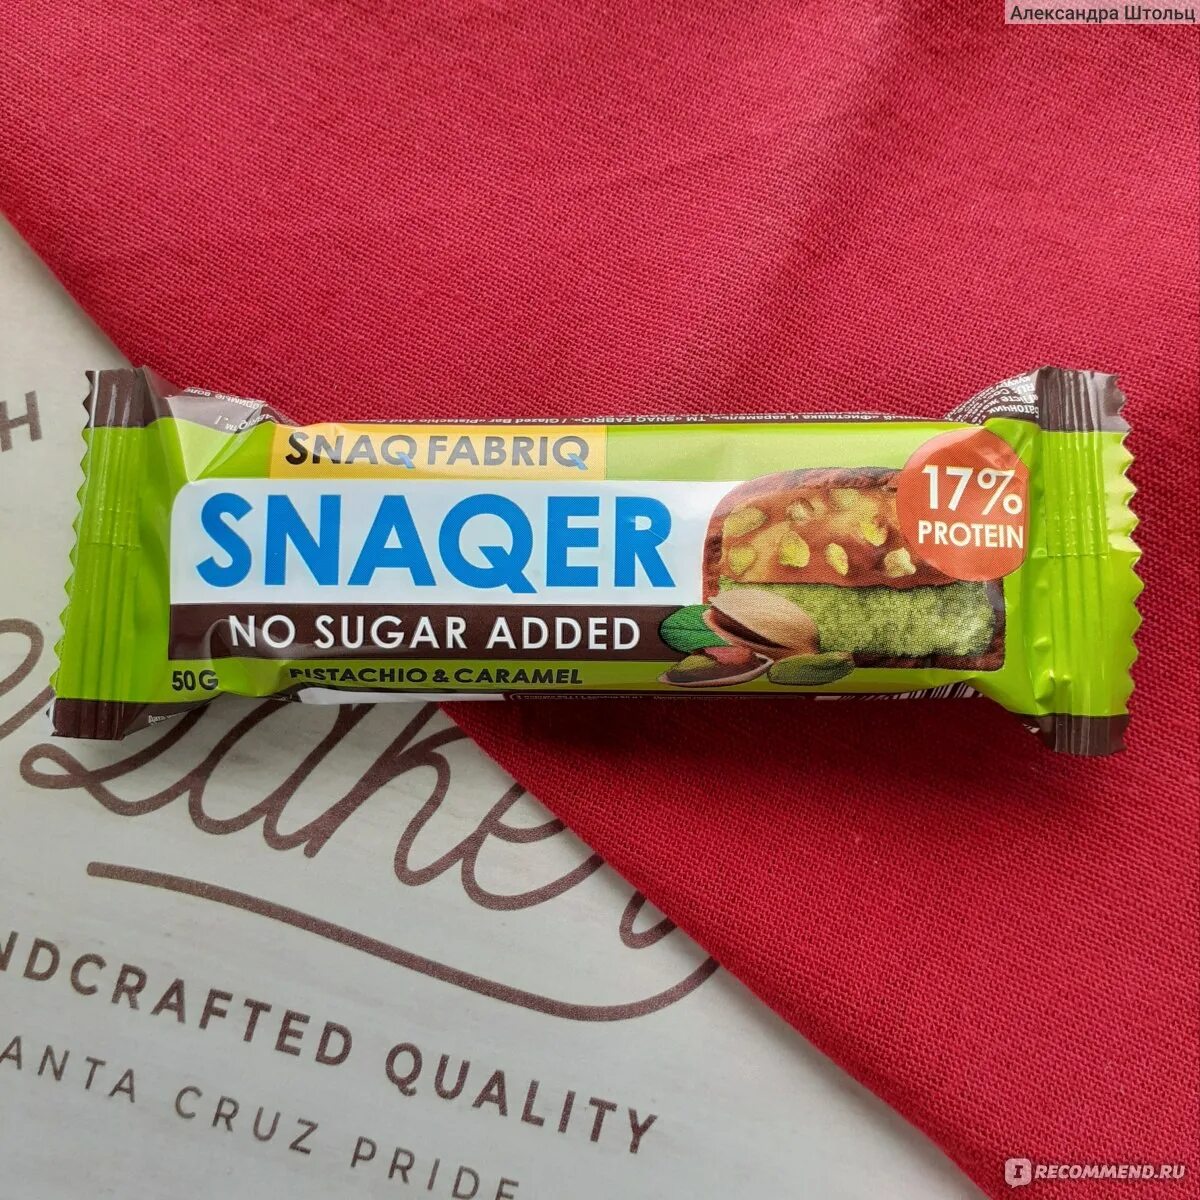 Александра Штольц
SNAQ FABRIQ
SNAQER
17%
PROTEIN
NO SUGAR ADDED
50G
PISTACHIO & CARAMEL
NDCRAFTED QUALITY
ANTA CRUZ PRIDE
IRECOMMEND.RU